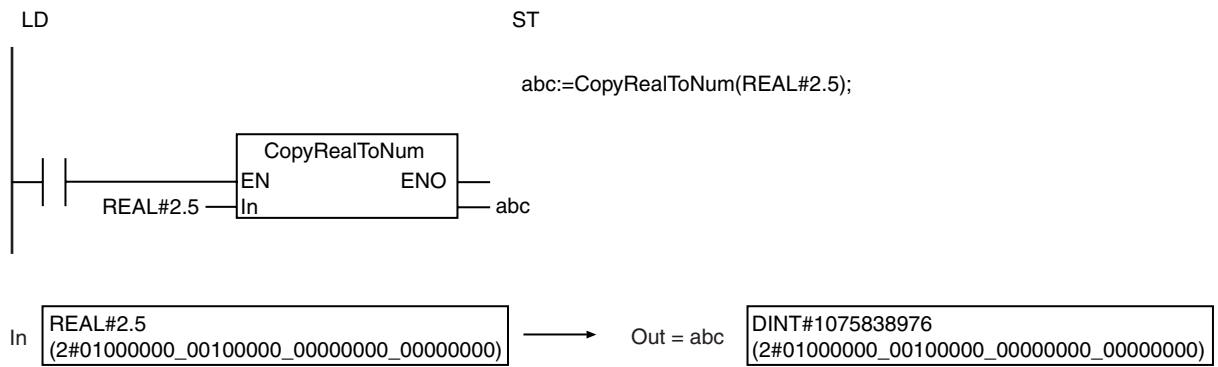 LD
ST
abc:=CopyRealToNum(REAL#2.5);
CopyRealToNum
EN ENO
REAL#2.5 In abc
In
REAL#2.5
(2#01000000_00100000_00000000_00000000)
Out = abc
DINT#1075838976
(2#01000000_00100000_00000000_00000000)